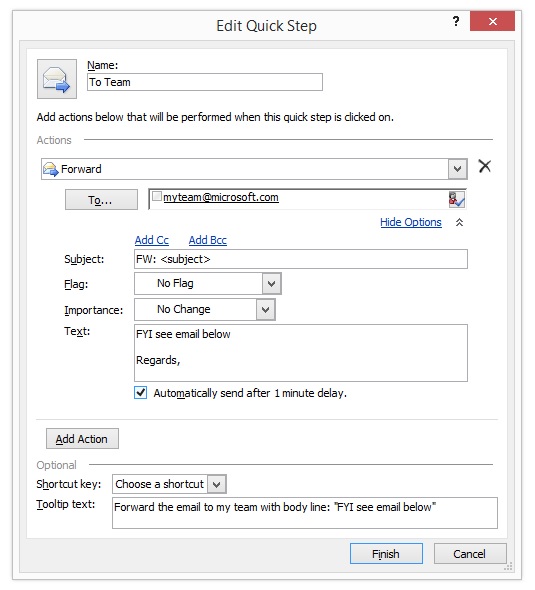 Edit Quick Step
?
Name:
To Team
Add actions below that will be performed when this quick step is clicked on.
Actions
Forward
To...
myteam@microsoft.com
Hide Options
Add Cc Add Bcc
Subject: FW: <subject>
Flag: No Flag
Importance: No Change
Text: FYI see email below
Regards,
Automatically send after 1 minute delay.
Add Action
Optional
Shortcut key: Choose a shortcut
Tooltip text: Forward the email to my team with body line: "FYI see email below"
Finish Cancel